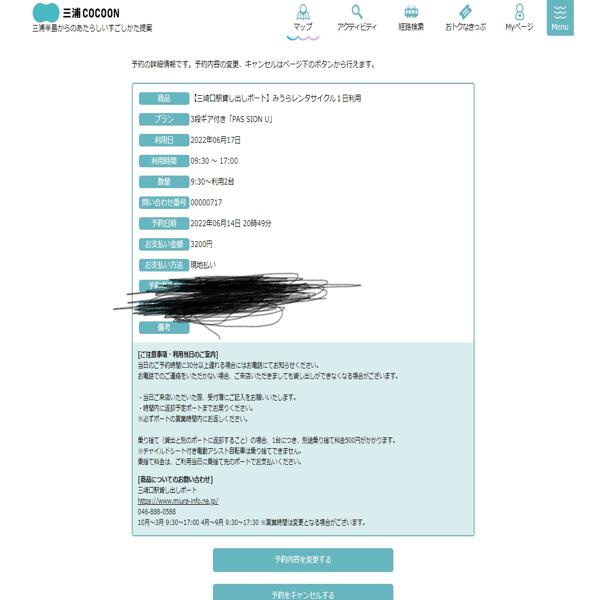 三浦COCOON
三浦半島からのあたらしいすごしかた提案
マップ
アクティビティ
経路検索
おトクなきっぷ
Myページ
Menu
予約の詳細情報です。予約内容の変更、キャンセルはページ下のボタンから行えます。
商品 【三崎口駅貸し出しポート】みうらレンタサイクル１日利用
プラン 3段ギア付き「PAS SION U」
利用日 2022年06月17日
利用時間 09:30 ～ 17:00
数量 9:30～利用2台
問い合わせ番号 00000717
予約日時 2022年06月14日 20時49分
お支払い金額 3200円
お支払い方法 現地払い
備考
[ご注意事項・利用当日のご案内]
当日のご予約時間に30分以上遅れる場合にはお電話にてお知らせください。
お電話でのご連絡をいただかない場合、ご来店いただきましても貸し出しができなくなる場合がございます。
・当日ご来店いただいた際、受付簿にご記入をお願いいたします。
・時間内に返却予定ポートまでお戻りください。
※必ずポートの営業時間内にお返しください。
乗り捨て（貸出と別のポートに返却すること）の場合、1台につき、別途乗り捨て料金500円がかかります。
※チャイルドシート付き電動アシスト自転車は乗り捨てできません。
乗捨て料金は、ご利用当日に乗捨て先のポートでお支払いください。
[商品についてのお問い合わせ]
三崎口駅貸し出しポート
https://www.miura-info.ne.jp/
046-888-0588
10月～3月 9:30～17:00 4月～9月 9:30～17:30 ※営業時間は変更となる場合がございます。
予約内容を変更する
予約をキャンセルする